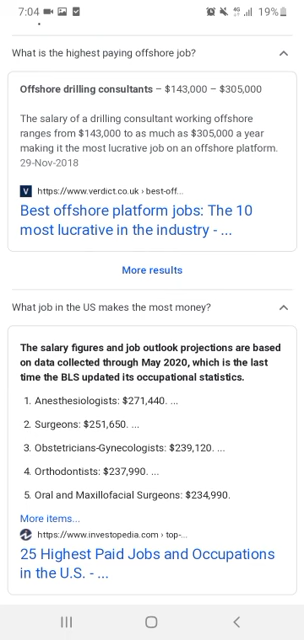 7:04
19%
What is the highest paying offshore job?
Offshore drilling consultants – $143,000 – $305,000
The salary of a drilling consultant working offshore
ranges from $143,000 to as much as $305,000 a year
making it the most lucrative job on an offshore platform.
29-Nov-2018
V https://www.verdict.co.uk › best-off...
Best offshore platform jobs: The 10
most lucrative in the industry - ...
More results
What job in the US makes the most money?
The salary figures and job outlook projections are based
on data collected through May 2020, which is the last
time the BLS updated its occupational statistics.
1. Anesthesiologists: $271,440. ...
2. Surgeons: $251,650. ...
3. Obstetricians-Gynecologists: $239,120. ...
4. Orthodontists: $237,990. ...
5. Oral and Maxillofacial Surgeons: $234,990.
More items...
https://www.investopedia.com › top-...
25 Highest Paid Jobs and Occupations
in the U.S. - ...